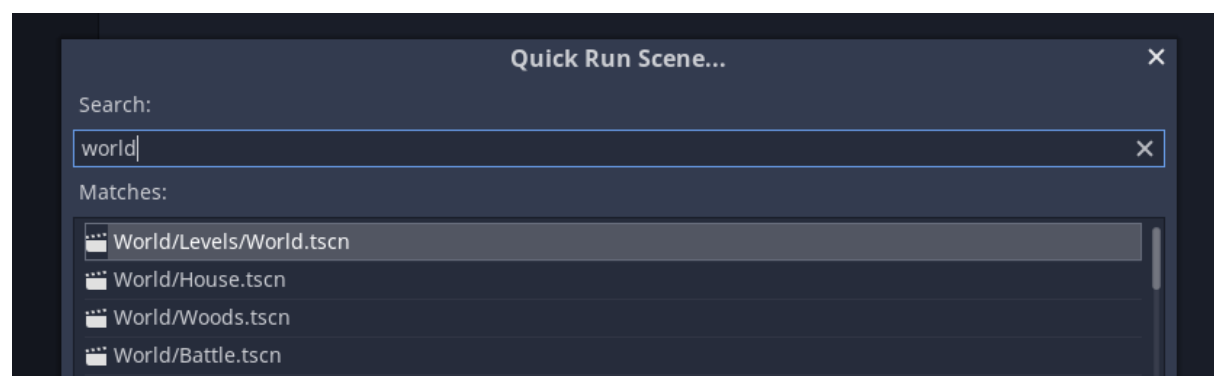 Quick Run Scene...
Search:
world
Matches:
World/Levels/World.tscn
World/House.tscn
World/Woods.tscn
World/Battle.tscn